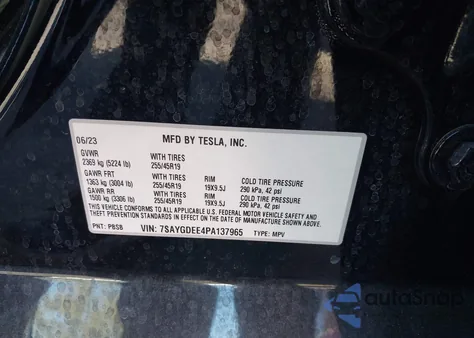 06/23 MFD BY TESLA, INC.
GVWR WITH TIRES
2369 kg (5224 lb) 255/45R19
GAWR FRT WITH TIRES RIM COLD TIRE PRESSURE
1363 kg (3004 lb) 255/45R19 19X9.5J 290 kPa, 42 psi
GAWR RR WITH TIRES RIM COLD TIRE PRESSURE
1500 kg (3306 lb) 255/45R19 19X9.5J 290 kPa, 42 psi
THIS VEHICLE CONFORMS TO ALL APPLICABLE U.S. FEDERAL MOTOR VEHICLE SAFETY AND
THEFT PREVENTION STANDARDS IN EFFECT ON THE DATE OF MANUFACTURE SHOWN ABOVE.
PNT: PBSB VIN: 7SAYGDEE4PA137965 TYPE: MPV
autoSnap